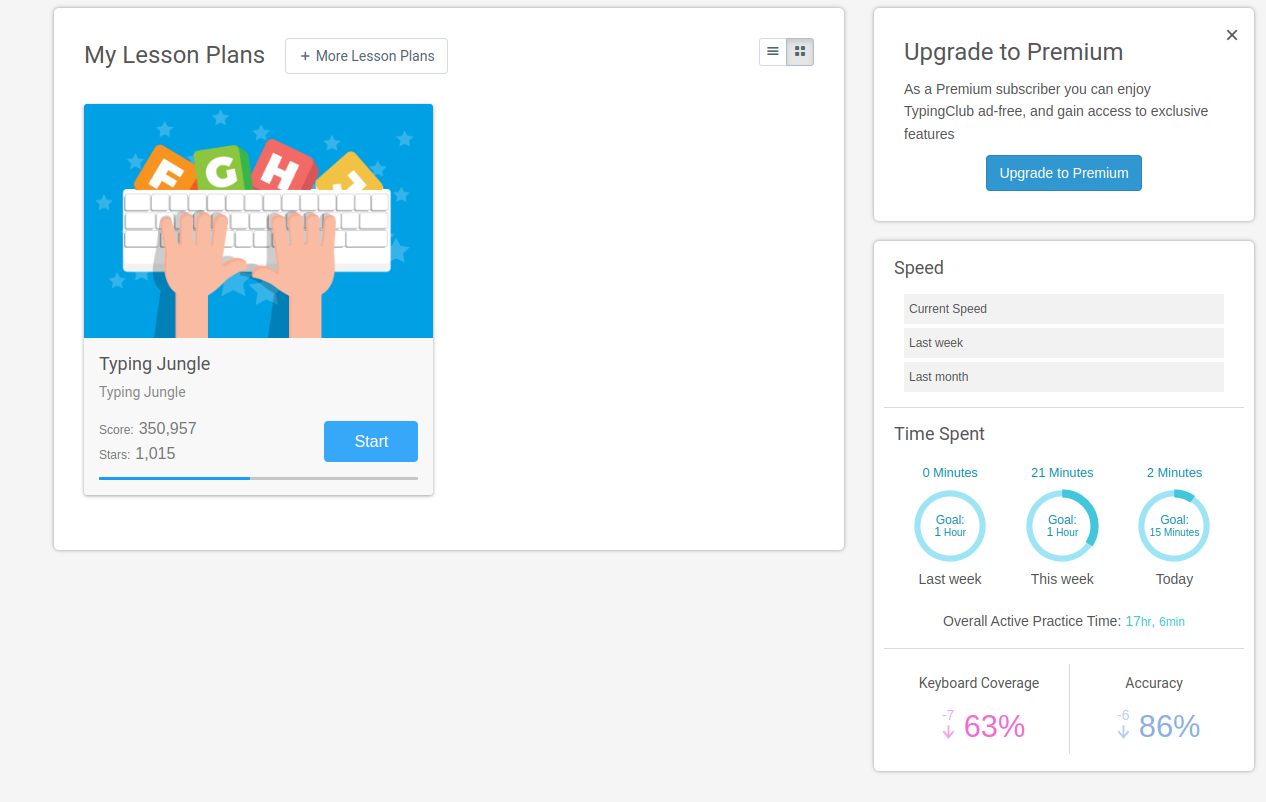 My Lesson Plans
+ More Lesson Plans
F G H J
Typing Jungle
Typing Jungle
Score: 350,957
Stars: 1,015
Start
×
Upgrade to Premium
As a Premium subscriber you can enjoy
TypingClub ad-free, and gain access to exclusive
features
Upgrade to Premium
Speed
Current Speed
Last week
Last month
Time Spent
0 Minutes 21 Minutes 2 Minutes
Goal: Goal: Goal:
1 Hour 1 Hour 15 Minutes
Last week This week Today
Overall Active Practice Time: 17hr, 6min
Keyboard Coverage Accuracy
-7 63% -6 86%